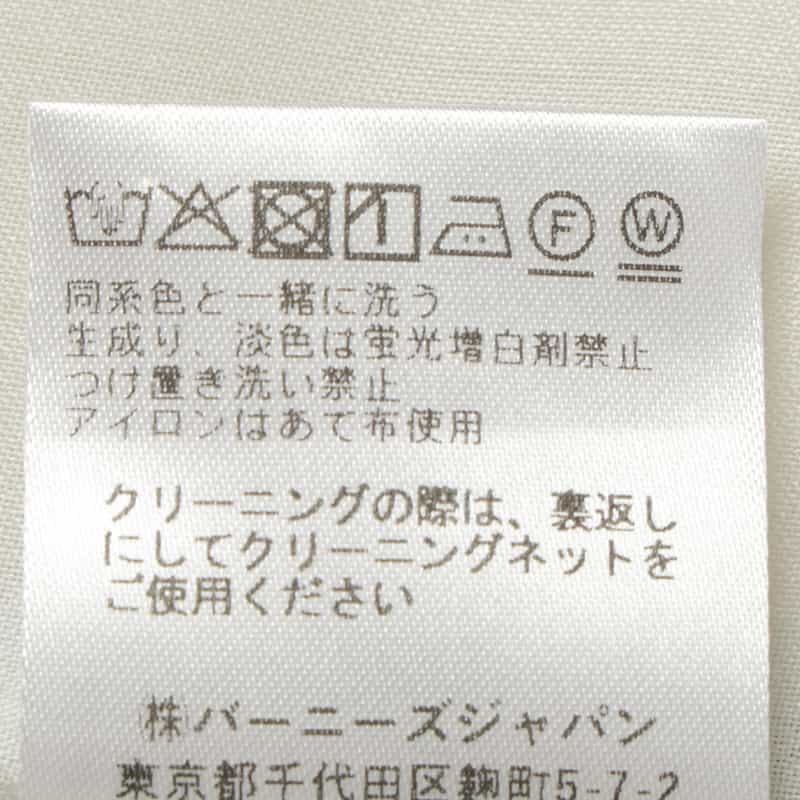 F W
同系色と一緒に洗う
生成り、淡色は蛍光増白剤禁止
つけ置き洗い禁止
アイロンはあて布使用
クリーニングの際は、裏返し
にしてクリーニングネットを
ご使用ください
㈱バーニーズジャパン
東京都千代田区麹町5-7-2